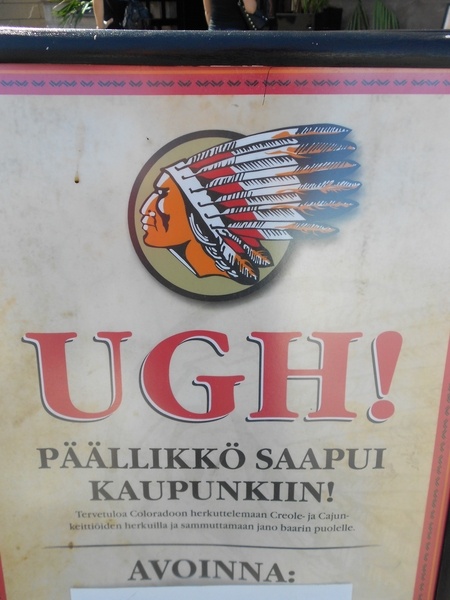 UGH!
PÄÄLLIKKÖ SAAPUI
KAUPUNKIIN!
Tervetuloa Coloradoon herkuttelemaan Creole- ja Cajun-
keittiöiden herkuilla ja sammuttamaan jano baarin puolelle.
AVOINNA: